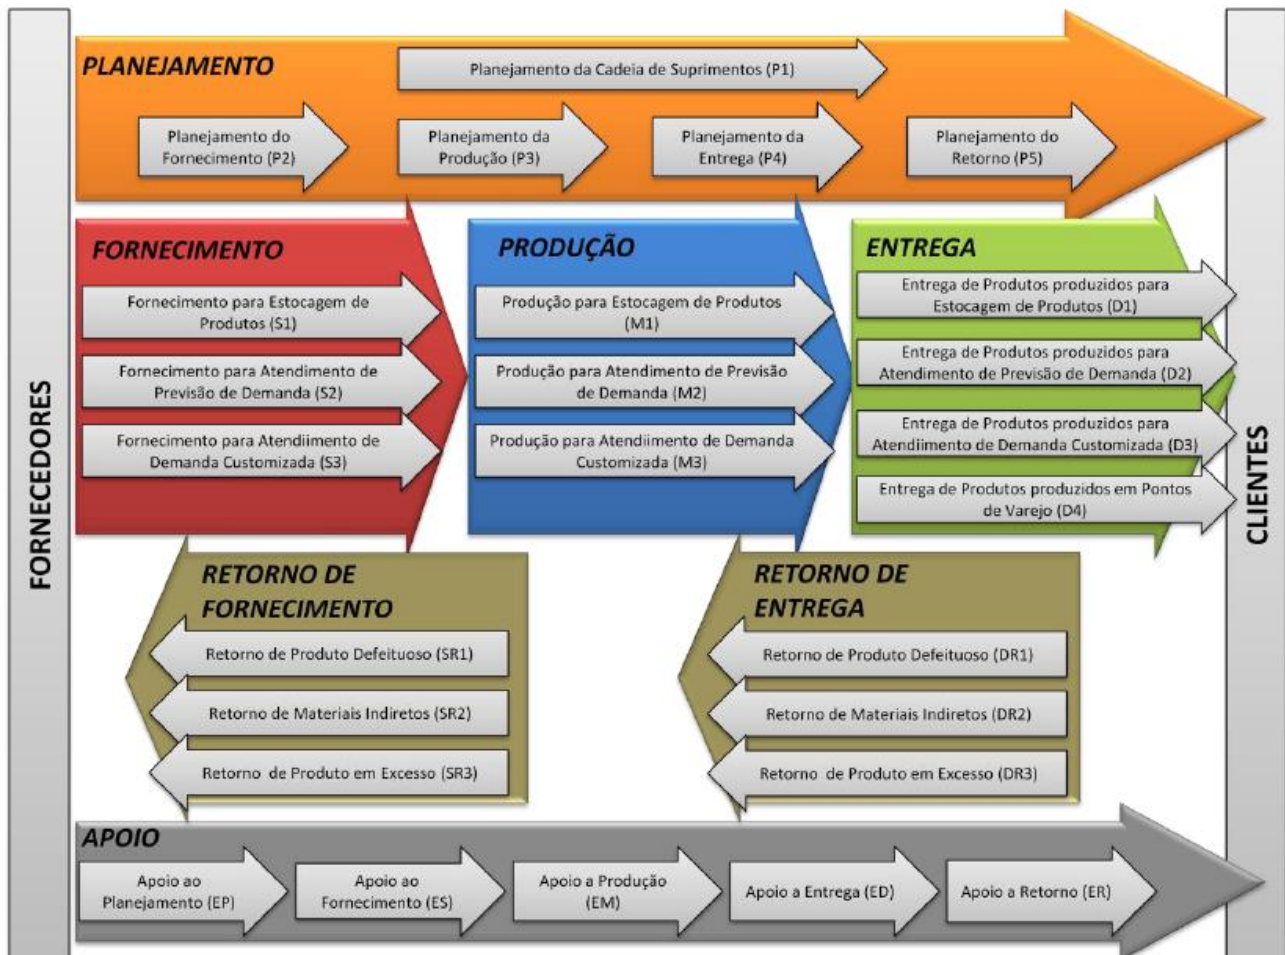 FORNECEDORES
PLANEJAMENTO
Planejamento da Cadeia de Suprimentos (P1)
Planejamento do
Fornecimento (P2)
Planejamento da
Produção (P3)
Planejamento da
Entrega (P4)
Planejamento do
Retorno (P5)
FORNECIMENTO
Fornecimento para Estocagem de
Produtos (S1)
Fornecimento para Atendimento de
Previsão de Demanda (S2)
Fornecimento para Atendiimento de
Demanda Customizada (S3)
PRODUÇÃO
Produção para Estocagem de Produtos
(M1)
Produção para Atendimento de Previsão
de Demanda (M2)
Produção para Atendiimento de Demanda
Customizada (M3)
ENTREGA
Entrega de Produtos produzidos para
Estocagem de Produtos (D1)
Entrega de Produtos produzidos para
Atendimento de Previsão de Demanda (D2)
Entrega de Produtos produzidos para
Atendiimento de Demanda Customizada (D3)
Entrega de Produtos produzidos em Pontos
de Varejo (D4)
RETORNO DE
FORNECIMENTO
Retorno de Produto Defeituoso (SR1)
Retorno de Materiais Indiretos (SR2)
Retorno de Produto em Excesso (SR3)
RETORNO DE
ENTREGA
Retorno de Produto Defeituoso (DR1)
Retorno de Materiais Indiretos (DR2)
Retorno de Produto em Excesso (DR3)
APOIO
Apoio ao
Planejamento (EP)
Apoio ao
Fornecimento (ES)
Apoio a Produção
(EM)
Apoio a Entrega (ED)
Apoio a Retorno (ER)
CLIENTES